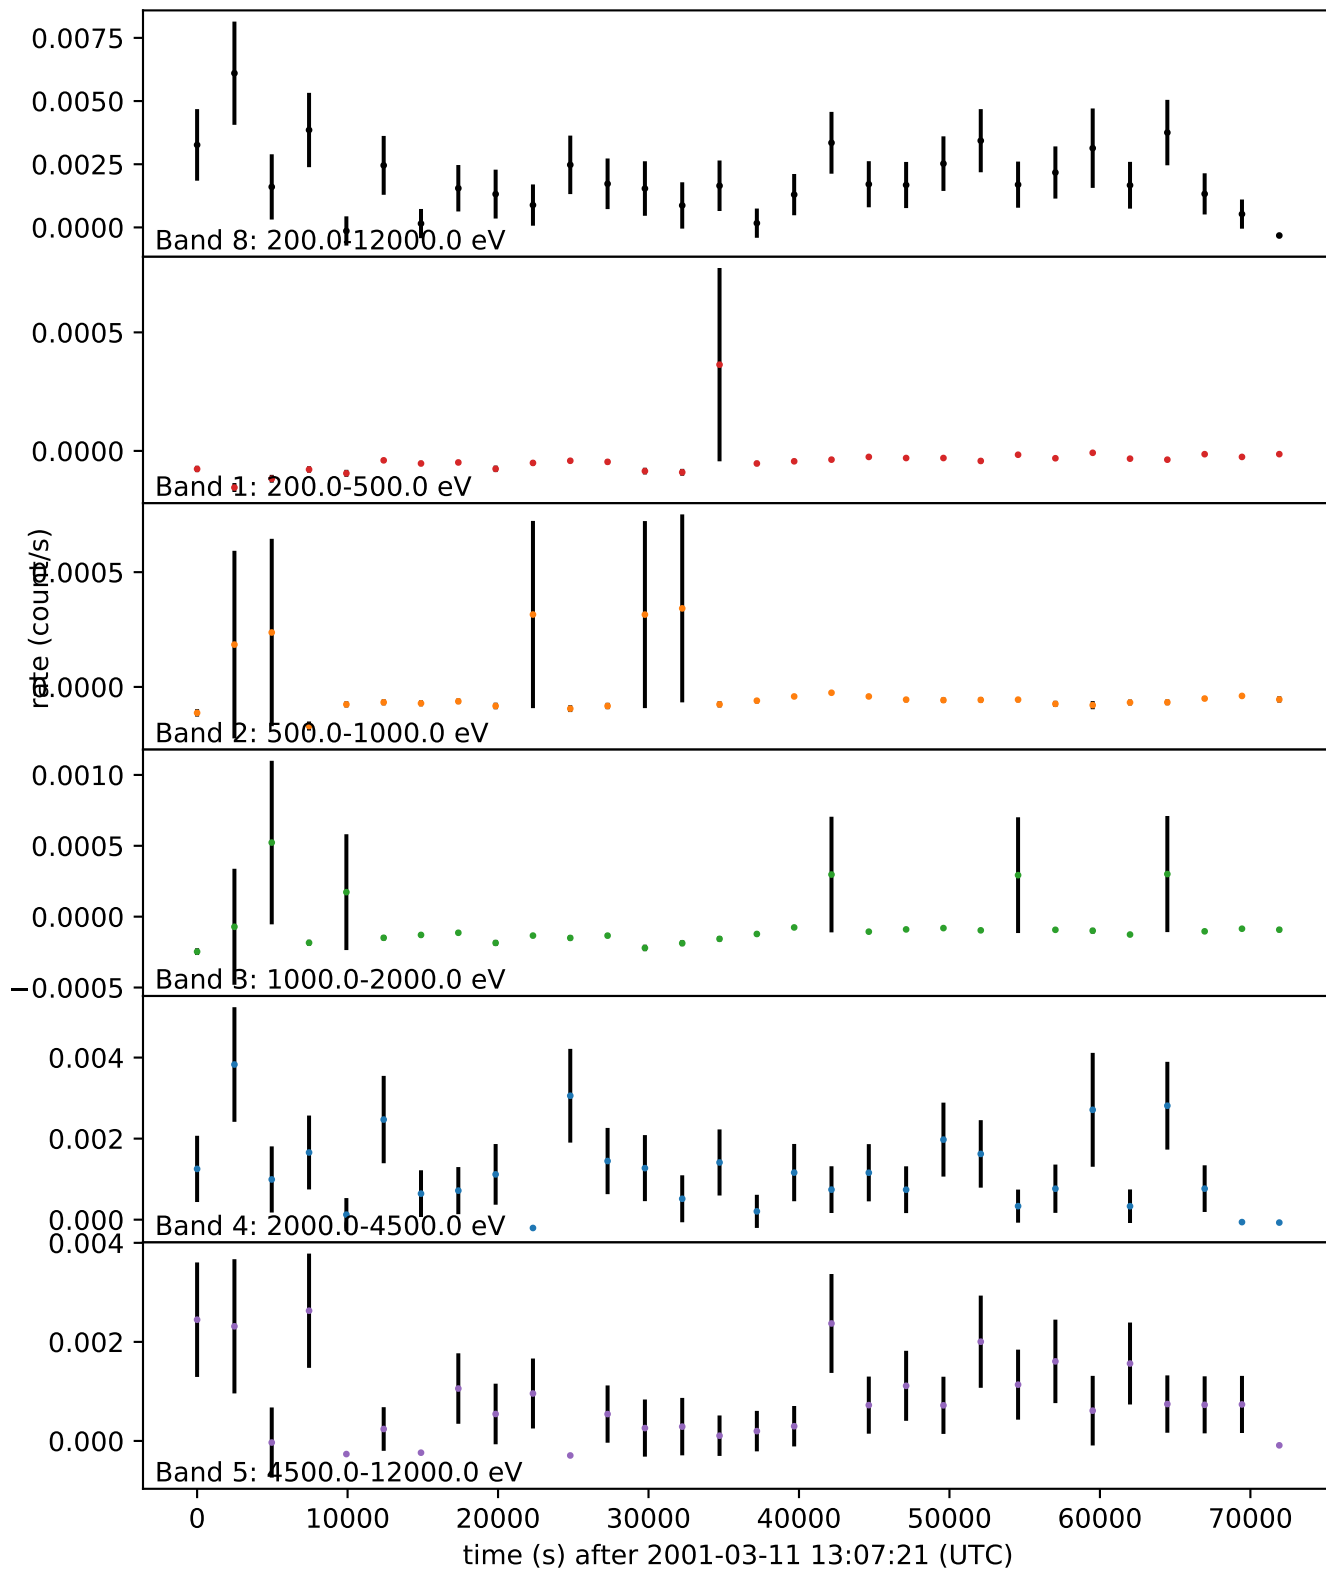 0.0075
0.0050
0.0025
0.0000
Band 8: 200.0-12000.0 eV
0.0005
0.0000
Band 1: 200.0-500.0 eV
rate (count/s)
0.0005
0.0000
Band 2: 500.0-1000.0 eV
0.0010
0.0005
0.0000
−0.0005
Band 3: 1000.0-2000.0 eV
0.004
0.002
0.000
Band 4: 2000.0-4500.0 eV
0.004
0.002
0.000
Band 5: 4500.0-12000.0 eV
0 10000 20000 30000 40000 50000 60000 70000
time (s) after 2001-03-11 13:07:21 (UTC)